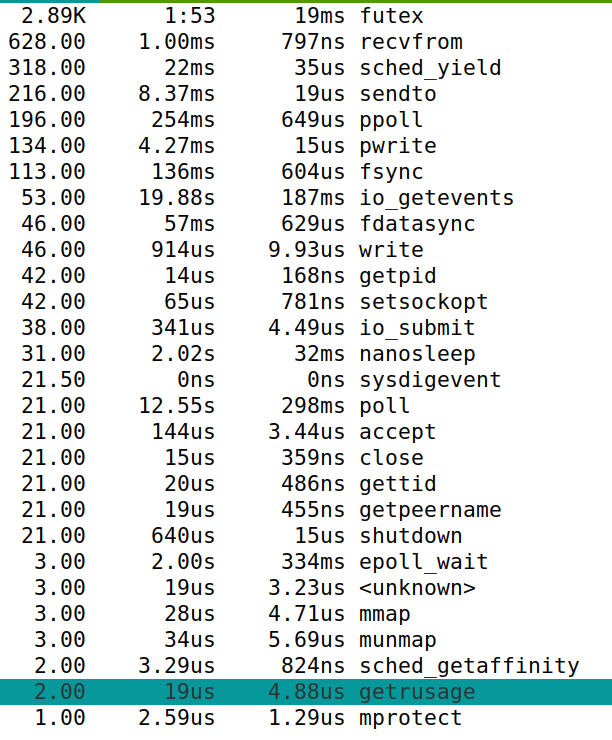 2.89K 1:53 19ms futex
628.00 1.00ms 797ns recvfrom
318.00 22ms 35us sched_yield
216.00 8.37ms 19us sendto
196.00 254ms 649us ppoll
134.00 4.27ms 15us pwrite
113.00 136ms 604us fsync
53.00 19.88s 187ms io_getevents
46.00 57ms 629us fdatasync
46.00 914us 9.93us write
42.00 14us 168ns getpid
42.00 65us 781ns setsockopt
38.00 341us 4.49us io_submit
31.00 2.02s 32ms nanosleep
21.50 0ns 0ns sysdigevent
21.00 12.55s 298ms poll
21.00 144us 3.44us accept
21.00 15us 359ns close
21.00 20us 486ns gettid
21.00 19us 455ns getpeername
21.00 640us 15us shutdown
3.00 2.00s 334ms epoll_wait
3.00 19us 3.23us <unknown>
3.00 28us 4.71us mmap
3.00 34us 5.69us munmap
2.00 3.29us 824ns sched_getaffinity
2.00 19us 4.88us getrusage
1.00 2.59us 1.29us mprotect